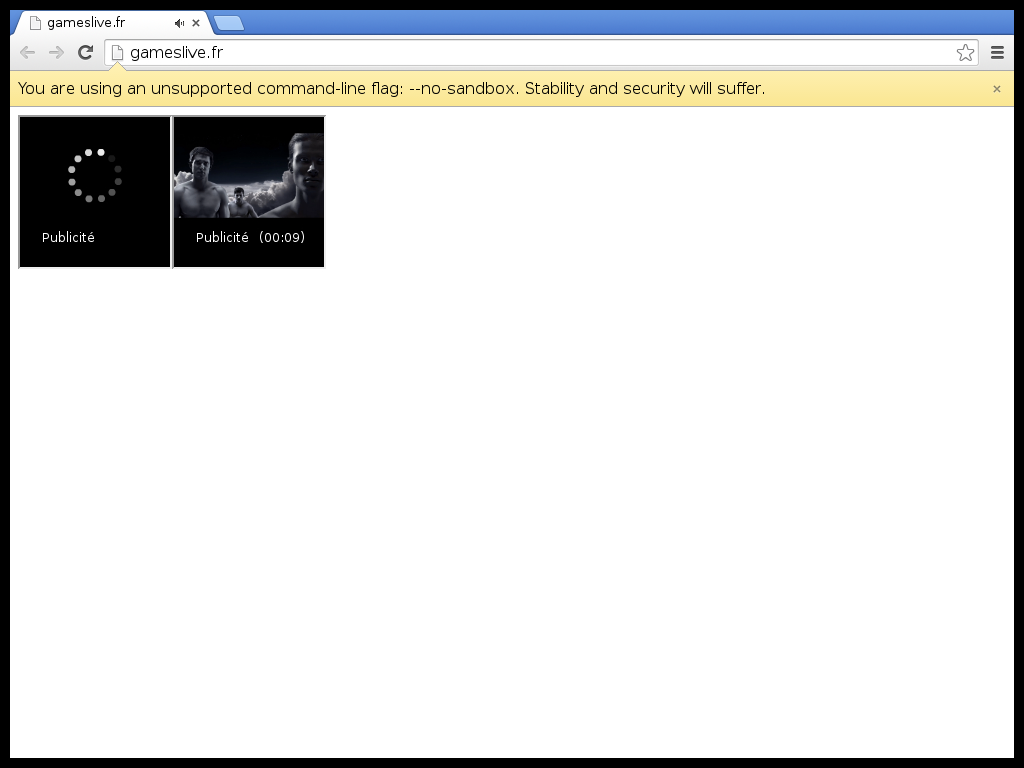 gameslive.fr
gameslive.fr
You are using an unsupported command-line flag: --no-sandbox. Stability and security will suffer.
Publicité
Publicité (00:09)